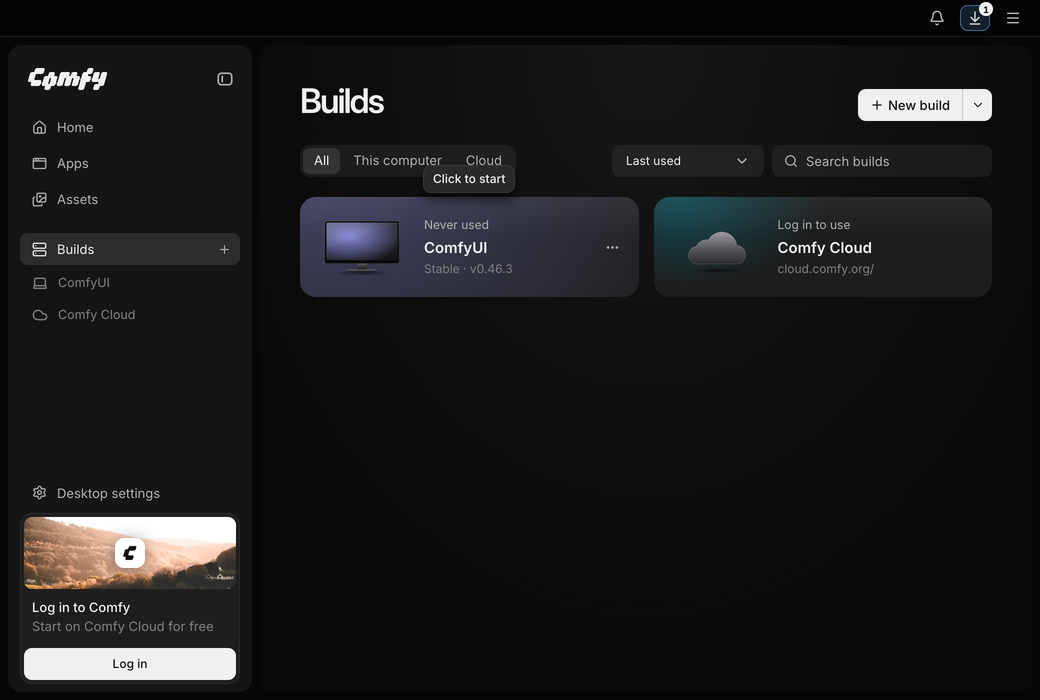 1
Comfy
Home
Apps
Assets
Builds
ComfyUI
Comfy Cloud
Desktop settings
Log in to Comfy
Start on Comfy Cloud for free
Log in
Builds
New build
All
This computer
Cloud
Last used
Search builds
Click to start
Never used
ComfyUI
Stable · v0.46.3
Log in to use
Comfy Cloud
cloud.comfy.org/